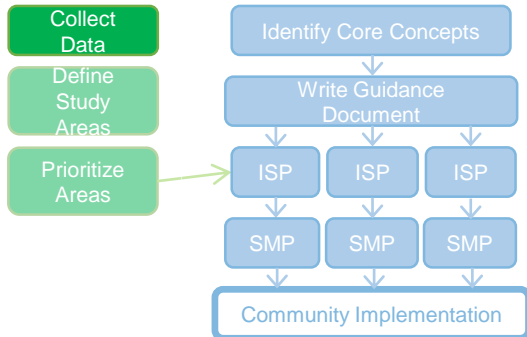 Collect
Data
Define
Study
Areas
Prioritize
Areas
Identify Core Concepts
Write Guidance
Document
ISP
ISP
ISP
SMP
SMP
SMP
Community Implementation